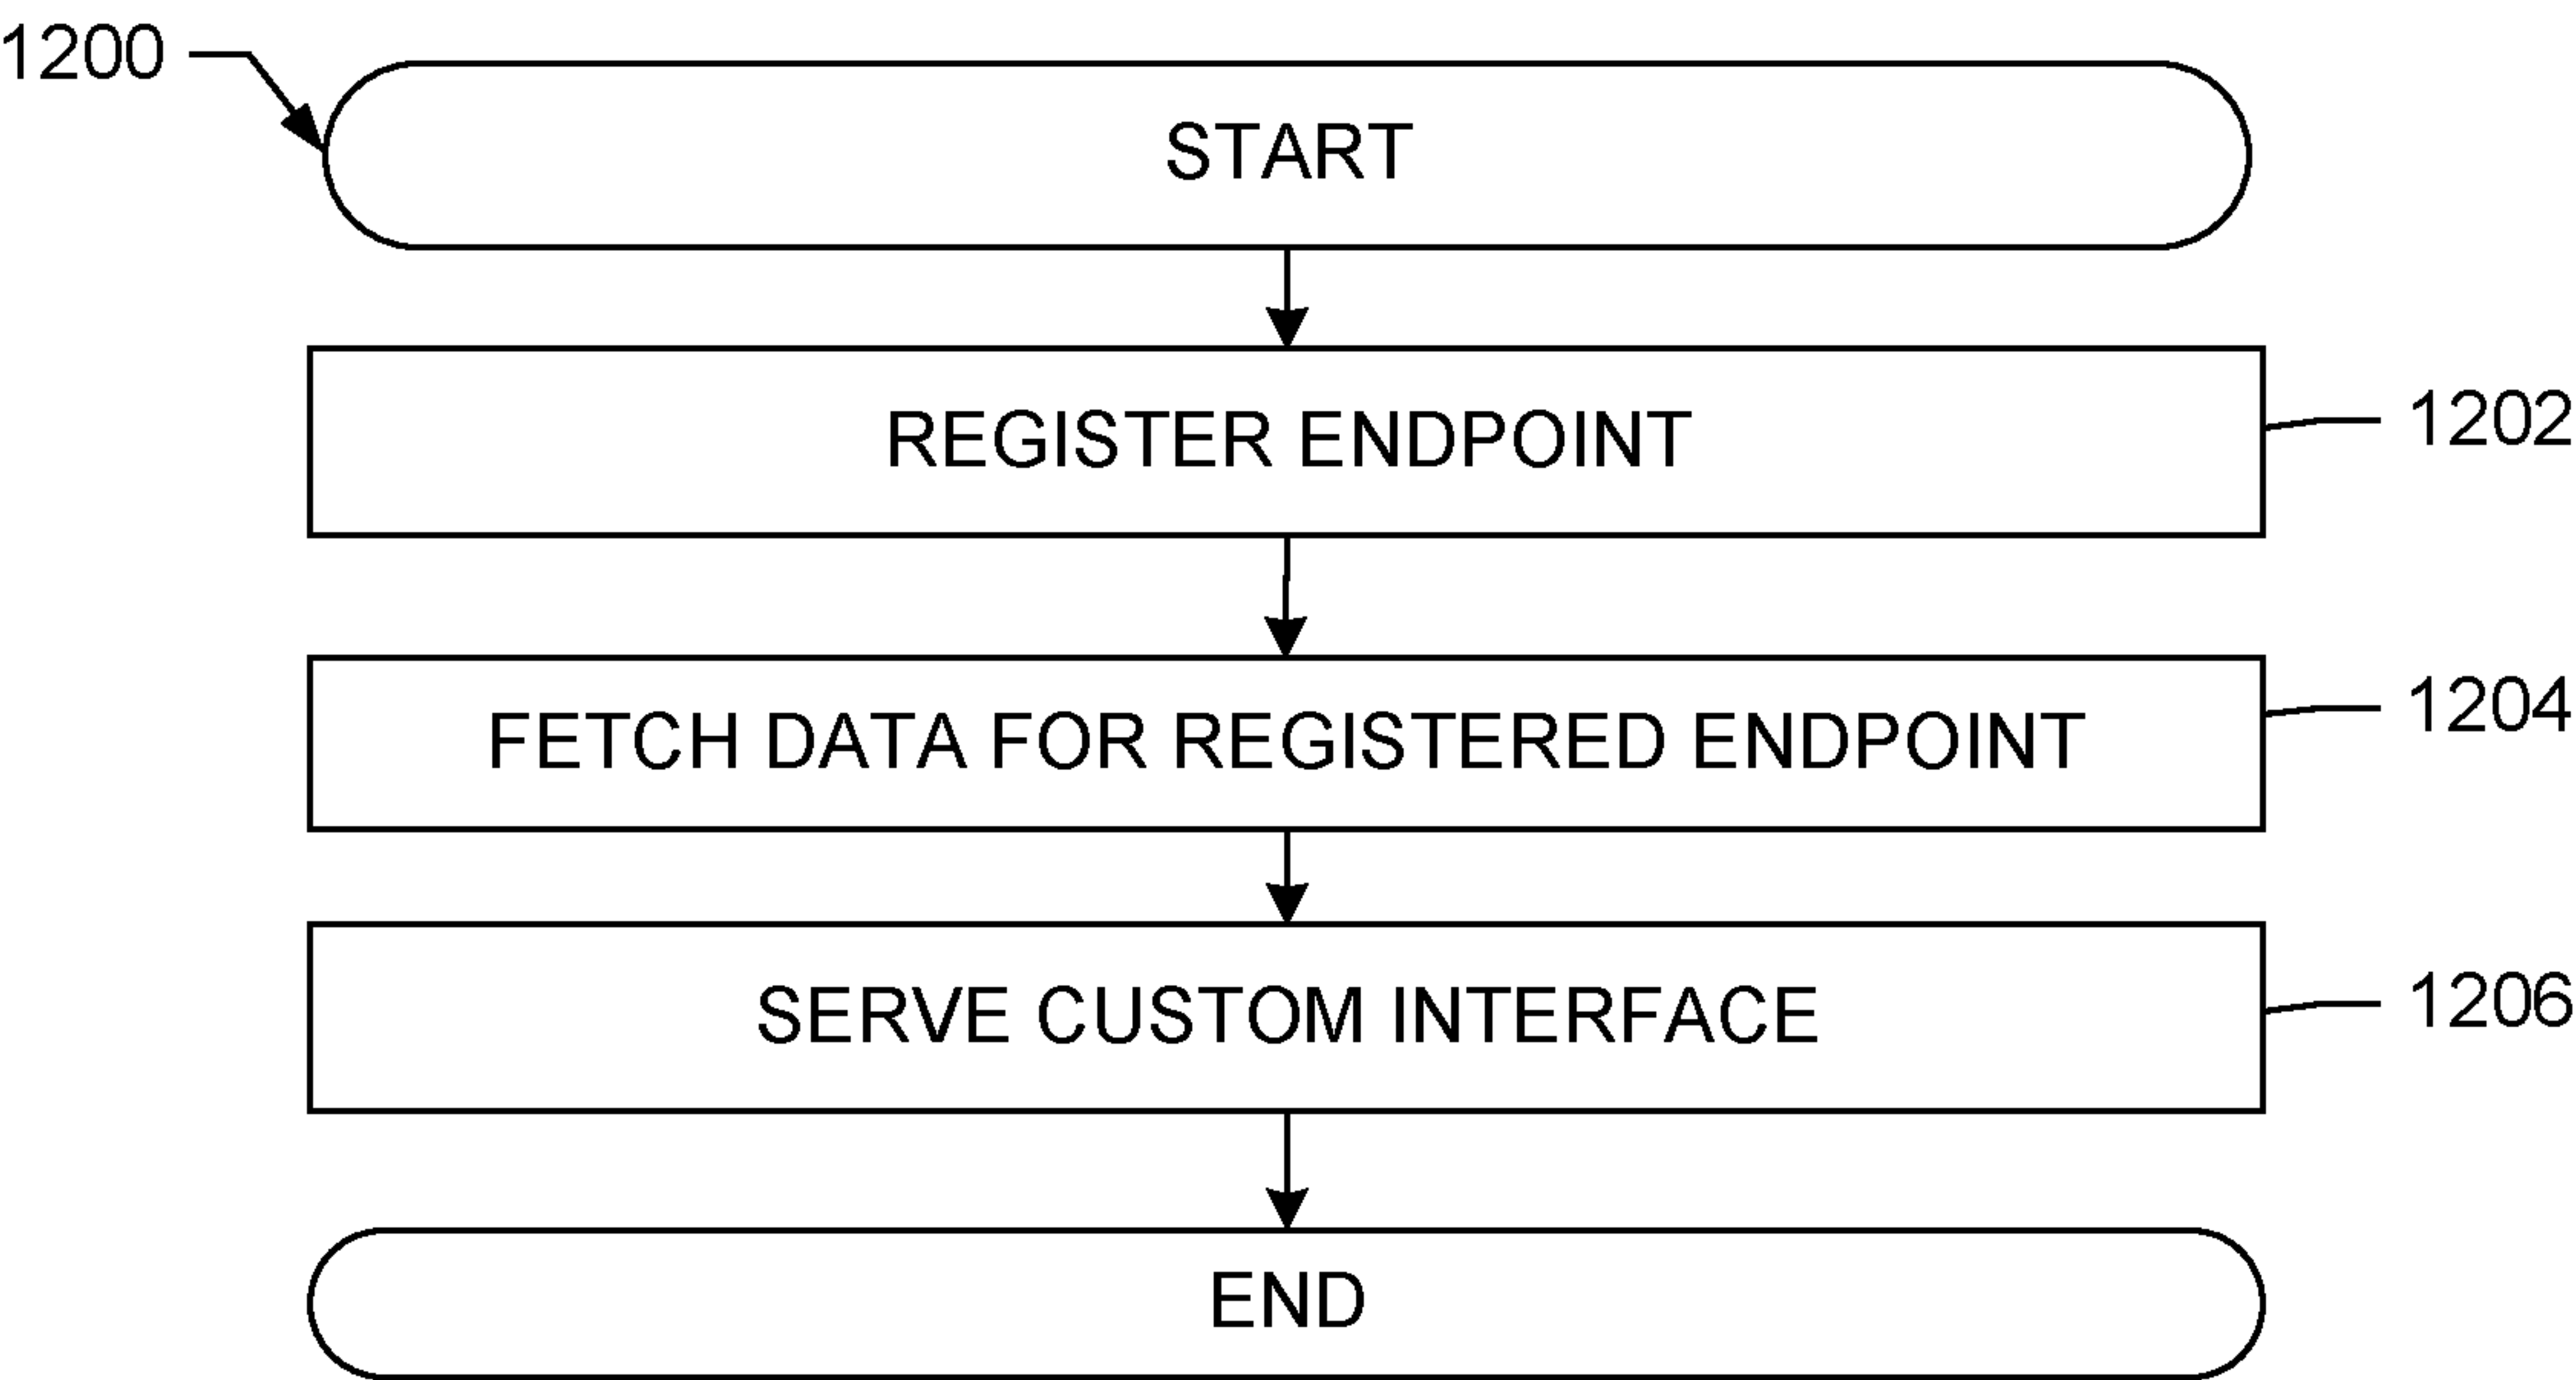 1200
START
REGISTER ENDPOINT
1202
FETCH DATA FOR REGISTERED ENDPOINT
1204
SERVE CUSTOM INTERFACE
1206
END